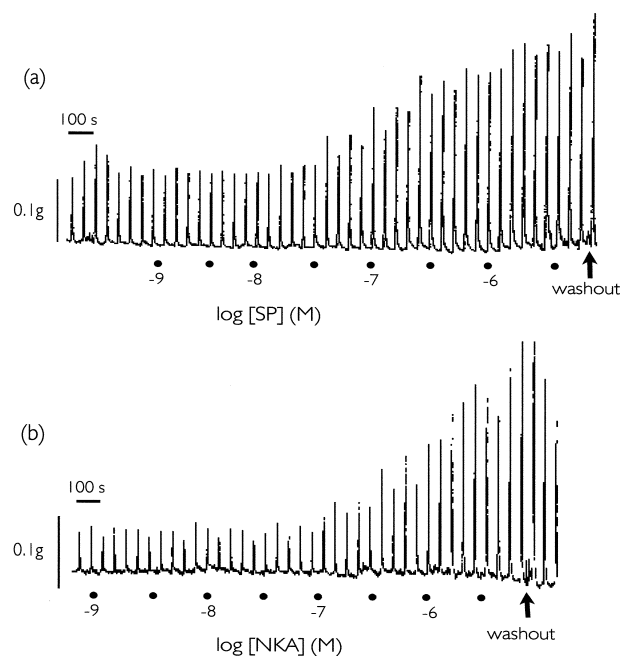 (a)
100 s
0.1g
-9 -8 -7 -6
washout
log [SP] (M)
(b)
100 s
0.1g
-9 -8 -7 -6
washout
log [NKA] (M)